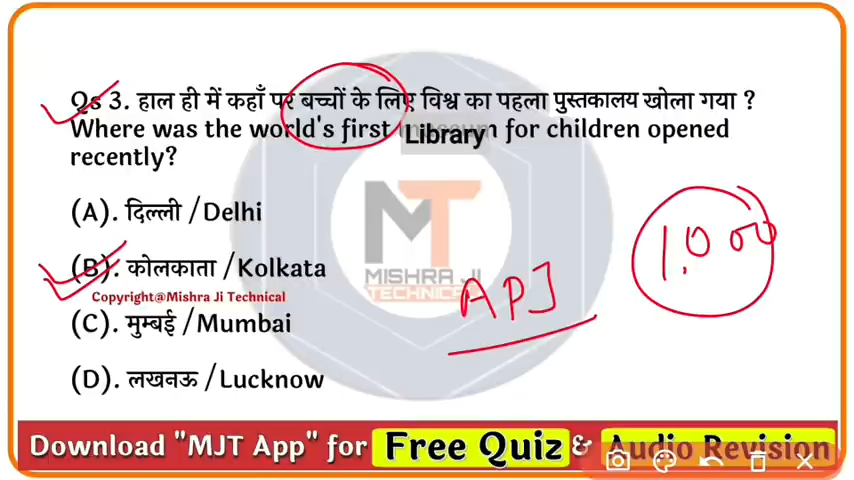 Qs 3. हाल ही में कहाँ पर बच्चों के लिए विश्व का पहला पुस्तकालय खोला गया ?
Where was the world's first Library for children opened
recently?
(A). दिल्ली /Delhi
(B). कोलकाता /Kolkata
Copyright@Mishra Ji Technical
(C). मुम्बई /Mumbai
(D). लखनऊ /Lucknow
MT
MISHRA JI
TECHNICAL
APJ
1.000
Download "MJT App" for Free Quiz & Audio Revision